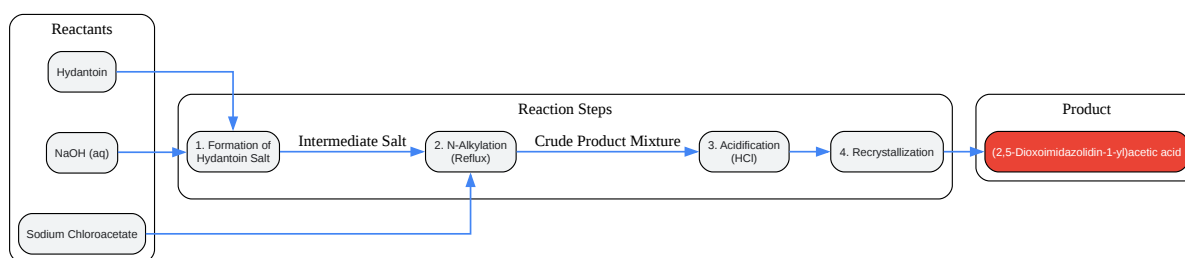 Reactants
Hydantoin
NaOH (aq)
Sodium Chloroacetate
Reaction Steps
1. Formation of
Hydantoin Salt
Intermediate Salt
2. N-Alkylation
(Reflux)
Crude Product Mixture
3. Acidification
(HCl)
4. Recrystallization
Product
(2,5-Dioxoimidazolidin-1-yl)acetic acid